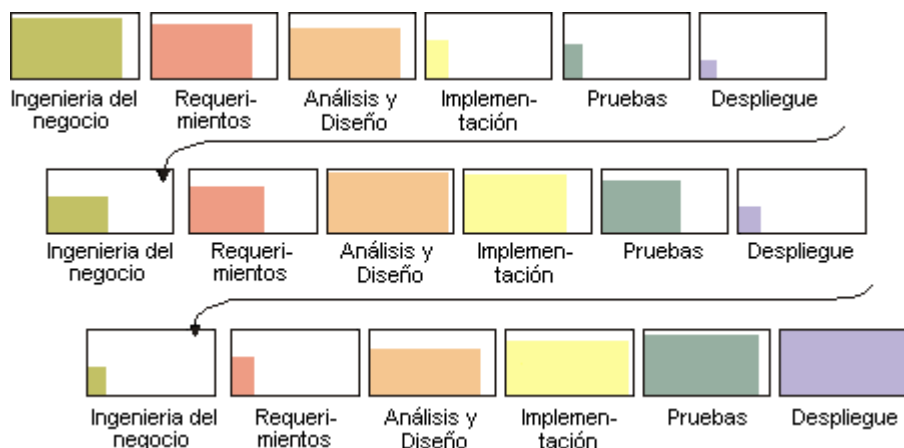 Ingenieria del
negocio
Requeri-
mientos
Análisis y
Diseño
Implemen-
tación
Pruebas
Despliegue
Ingenieria del
negocio
Requeri-
mientos
Análisis y
Diseño
Implemen-
tación
Pruebas
Despliegue
Ingenieria del
negocio
Requeri-
mientos
Análisis y
Diseño
Implemen-
tación
Pruebas
Despliegue